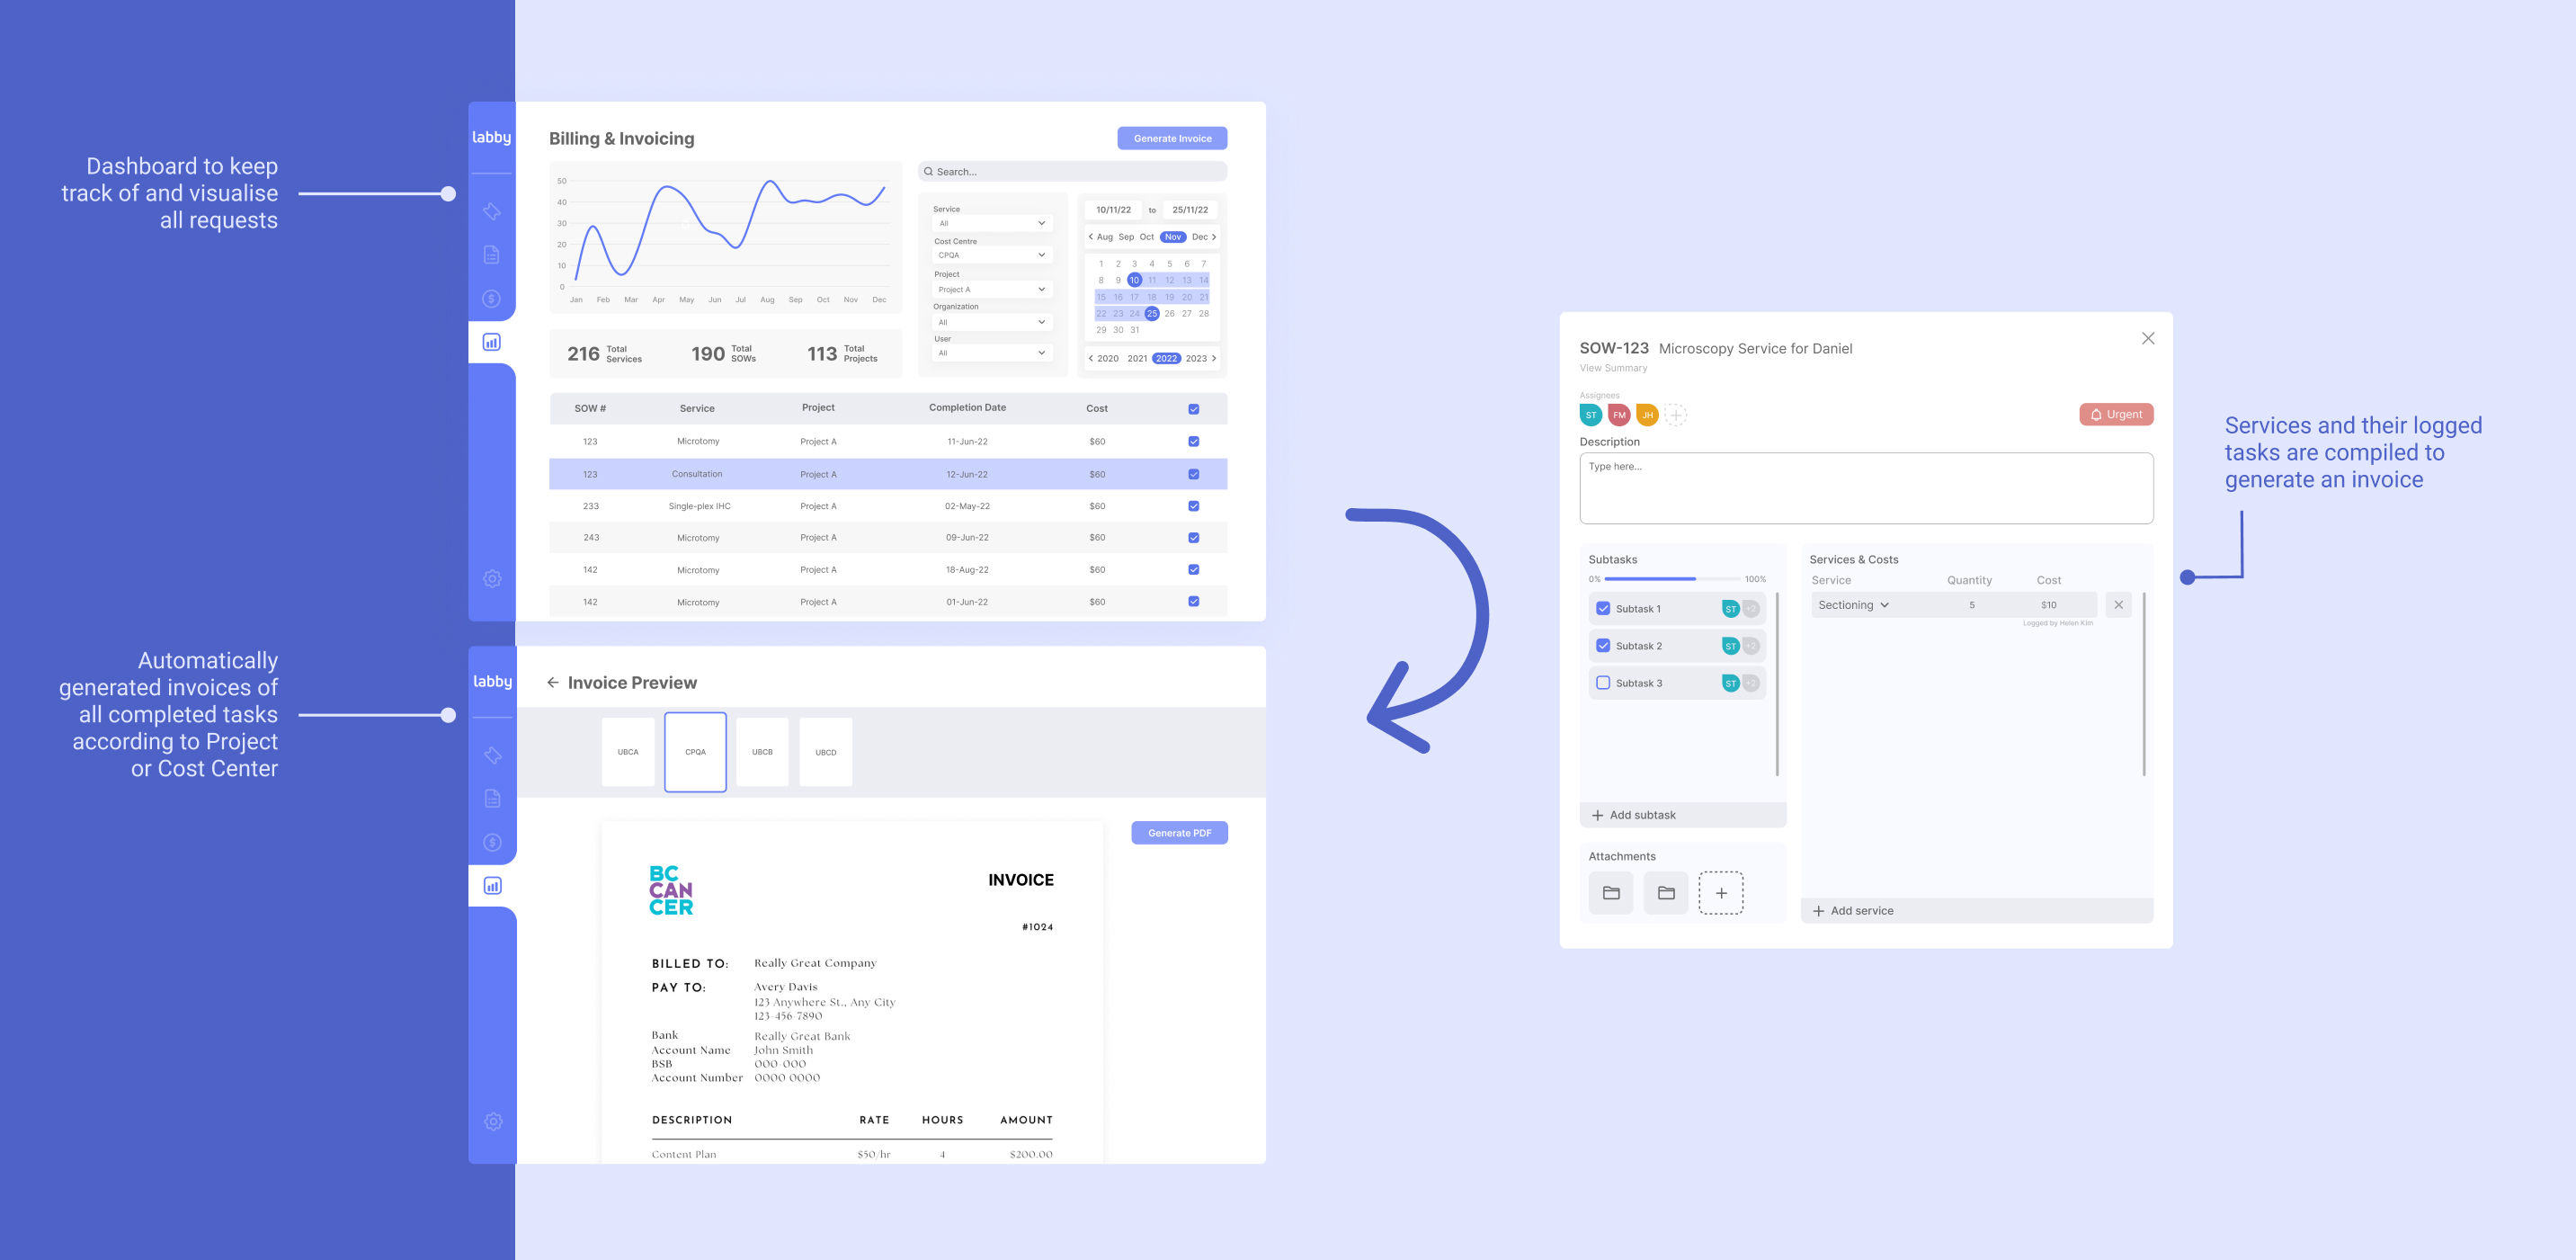 Dashboard to keep
track of and visualise
all requests
Automatically
generated invoices of
all completed tasks
according to Project
or Cost Center
labby
Billing & Invoicing
Generate Invoice
50
40
30
20
10
0
Jan Feb Mar Apr May Jun Jul Aug Sep Oct Nov Dec
216 Total Services
190 Total SOWs
113 Total Projects
Search...
Service
All
Cost Centre
CPQA
Project
Project A
Organization
All
User
All
10/11/22 to 25/11/22
Aug Sep Oct Nov Dec
1 2 3 4 5 6 7
8 9 10 11 12 13 14
15 16 17 18 19 20 21
22 23 24 25 26 27 28
29 30 31
2020 2021 2022 2023
SOW # Service Project Completion Date Cost
123 Microtomy Project A 11-Jun-22 $60
123 Consultation Project A 12-Jun-22 $60
233 Single-plex IHC Project A 02-May-22 $60
243 Microtomy Project A 09-Jun-22 $60
142 Microtomy Project A 18-Aug-22 $60
142 Microtomy Project A 01-Jun-22 $60
labby
Invoice Preview
UBCA CPQA UBCB UBCD
Generate PDF
BC
CAN
CER
INVOICE
#1024
BILLED TO: Really Great Company
PAY TO: Avery Davis
123 Anywhere St., Any City
123-456-7890
Bank Really Great Bank
Account Name John Smith
BSB 000-000
Account Number 0000 0000
DESCRIPTION RATE HOURS AMOUNT
Content Plan $50/hr 4 $200.00
SOW-123 Microscopy Service for Daniel
View Summary
Assignees
ST FM JH
Urgent
Description
Type here...
Subtasks
0% 100%
Subtask 1 ST +2
Subtask 2 ST +2
Subtask 3 ST +2
Add subtask
Attachments
Services & Costs
Service Quantity Cost
Sectioning 5 $10
Logged by Helen Kim
Add service
Services and their logged
tasks are compiled to
generate an invoice